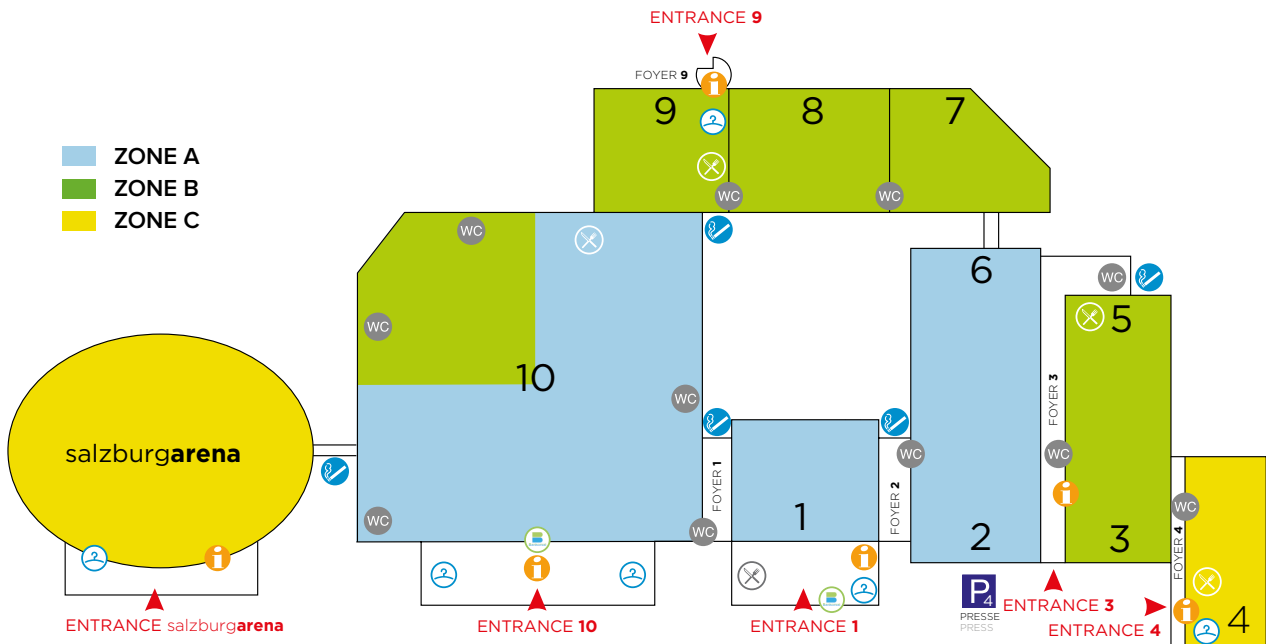 ENTRANCE 9
FOYER 9
9
8
7
ZONE A
ZONE B
ZONE C
WC
WC
WC
6
WC
5
WC
10
FOYER 3
WC
salzburgarena
WC
WC
FOYER 1
FOYER 2
WC
WC
WC
1
2
3
FOYER 4
4
P4
PRESSE
PRESS
ENTRANCE salzburgarena
ENTRANCE 10
ENTRANCE 1
ENTRANCE 3
ENTRANCE 4